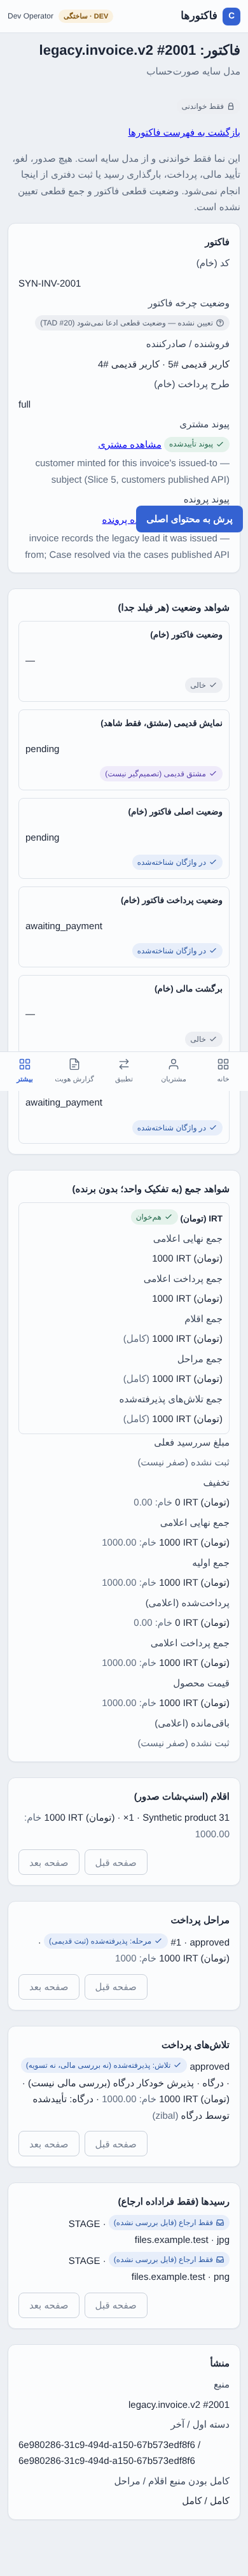 C
فاکتورها
DEV · ساختگی
Dev Operator
فاکتور: legacy.invoice.v2 #2001
مدل سایه صورت‌حساب
فقط خواندنی
بازگشت به فهرست فاکتورها
این نما فقط خواندنی و از مدل سایه است. هیچ صدور، لغو،
تأیید مالی، پرداخت، بارگذاری رسید یا ثبت دفتری از اینجا
انجام نمی‌شود. وضعیت قطعی فاکتور و جمع قطعی تعیین
نشده است.
فاکتور
کد (خام)
SYN-INV-2001
وضعیت چرخه فاکتور
تعیین نشده — وضعیت قطعی ادعا نمی‌شود (TAD #20)
فروشنده / صادرکننده
کاربر قدیمی #5 · کاربر قدیمی #4
طرح پرداخت (خام)
full
پیوند مشتری
پیوند تأییدشده
مشاهده مشتری
— customer minted for this invoice's issued-to
subject (Slice 5, customers published API)
پیوند پرونده
پرش به محتوای اصلی
ه پرونده
— invoice records the legacy lead it was issued
from; Case resolved via the cases published API
شواهد وضعیت (هر فیلد جدا)
وضعیت فاکتور (خام)
—
خالی
نمایش قدیمی (مشتق، فقط شاهد)
pending
مشتق قدیمی (تصمیم‌گیر نیست)
وضعیت اصلی فاکتور (خام)
pending
در واژگان شناخته‌شده
وضعیت پرداخت فاکتور (خام)
awaiting_payment
در واژگان شناخته‌شده
برگشت مالی (خام)
—
خالی
خانه
مشتریان
تطبیق
گزارش هویت
بیشتر
awaiting_payment
در واژگان شناخته‌شده
شواهد جمع (به تفکیک واحد؛ بدون برنده)
IRT (تومان)
هم‌خوان
جمع نهایی اعلامی
1000 IRT (تومان)
جمع پرداخت اعلامی
1000 IRT (تومان)
جمع اقلام
1000 IRT (تومان) (کامل)
جمع مراحل
1000 IRT (تومان) (کامل)
جمع تلاش‌های پذیرفته‌شده
1000 IRT (تومان) (کامل)
مبلغ سررسید فعلی
ثبت نشده (صفر نیست)
تخفیف
0 IRT (تومان) خام: 0.00
جمع نهایی اعلامی
1000 IRT (تومان) خام: 1000.00
جمع اولیه
1000 IRT (تومان) خام: 1000.00
پرداخت‌شده (اعلامی)
0 IRT (تومان) خام: 0.00
جمع پرداخت اعلامی
1000 IRT (تومان) خام: 1000.00
قیمت محصول
1000 IRT (تومان) خام: 1000.00
باقی‌مانده (اعلامی)
ثبت نشده (صفر نیست)
اقلام (اسنپ‌شات صدور)
Synthetic product 31 · ×1 · 1000 IRT (تومان) خام:
1000.00
صفحه قبل
صفحه بعد
مراحل پرداخت
#1 · approved
مرحله: پذیرفته‌شده (ثبت قدیمی)
·
1000 IRT (تومان) خام: 1000
صفحه قبل
صفحه بعد
تلاش‌های پرداخت
approved
تلاش: پذیرفته‌شده (نه بررسی مالی، نه تسویه)
· درگاه · پذیرش خودکار درگاه (بررسی مالی نیست) ·
1000 IRT (تومان) خام: 1000.00 · درگاه: تأییدشده
توسط درگاه (zibal)
صفحه قبل
صفحه بعد
رسیدها (فقط فراداده ارجاع)
فقط ارجاع (فایل بررسی نشده)
· STAGE ·
files.example.test · jpg
فقط ارجاع (فایل بررسی نشده)
· STAGE ·
files.example.test · png
صفحه قبل
صفحه بعد
منشأ
منبع
legacy.invoice.v2 #2001
دسته اول / آخر
6e980286-31c9-494d-a150-67b573edf8f6 /
6e980286-31c9-494d-a150-67b573edf8f6
کامل بودن منبع اقلام / مراحل
کامل / کامل